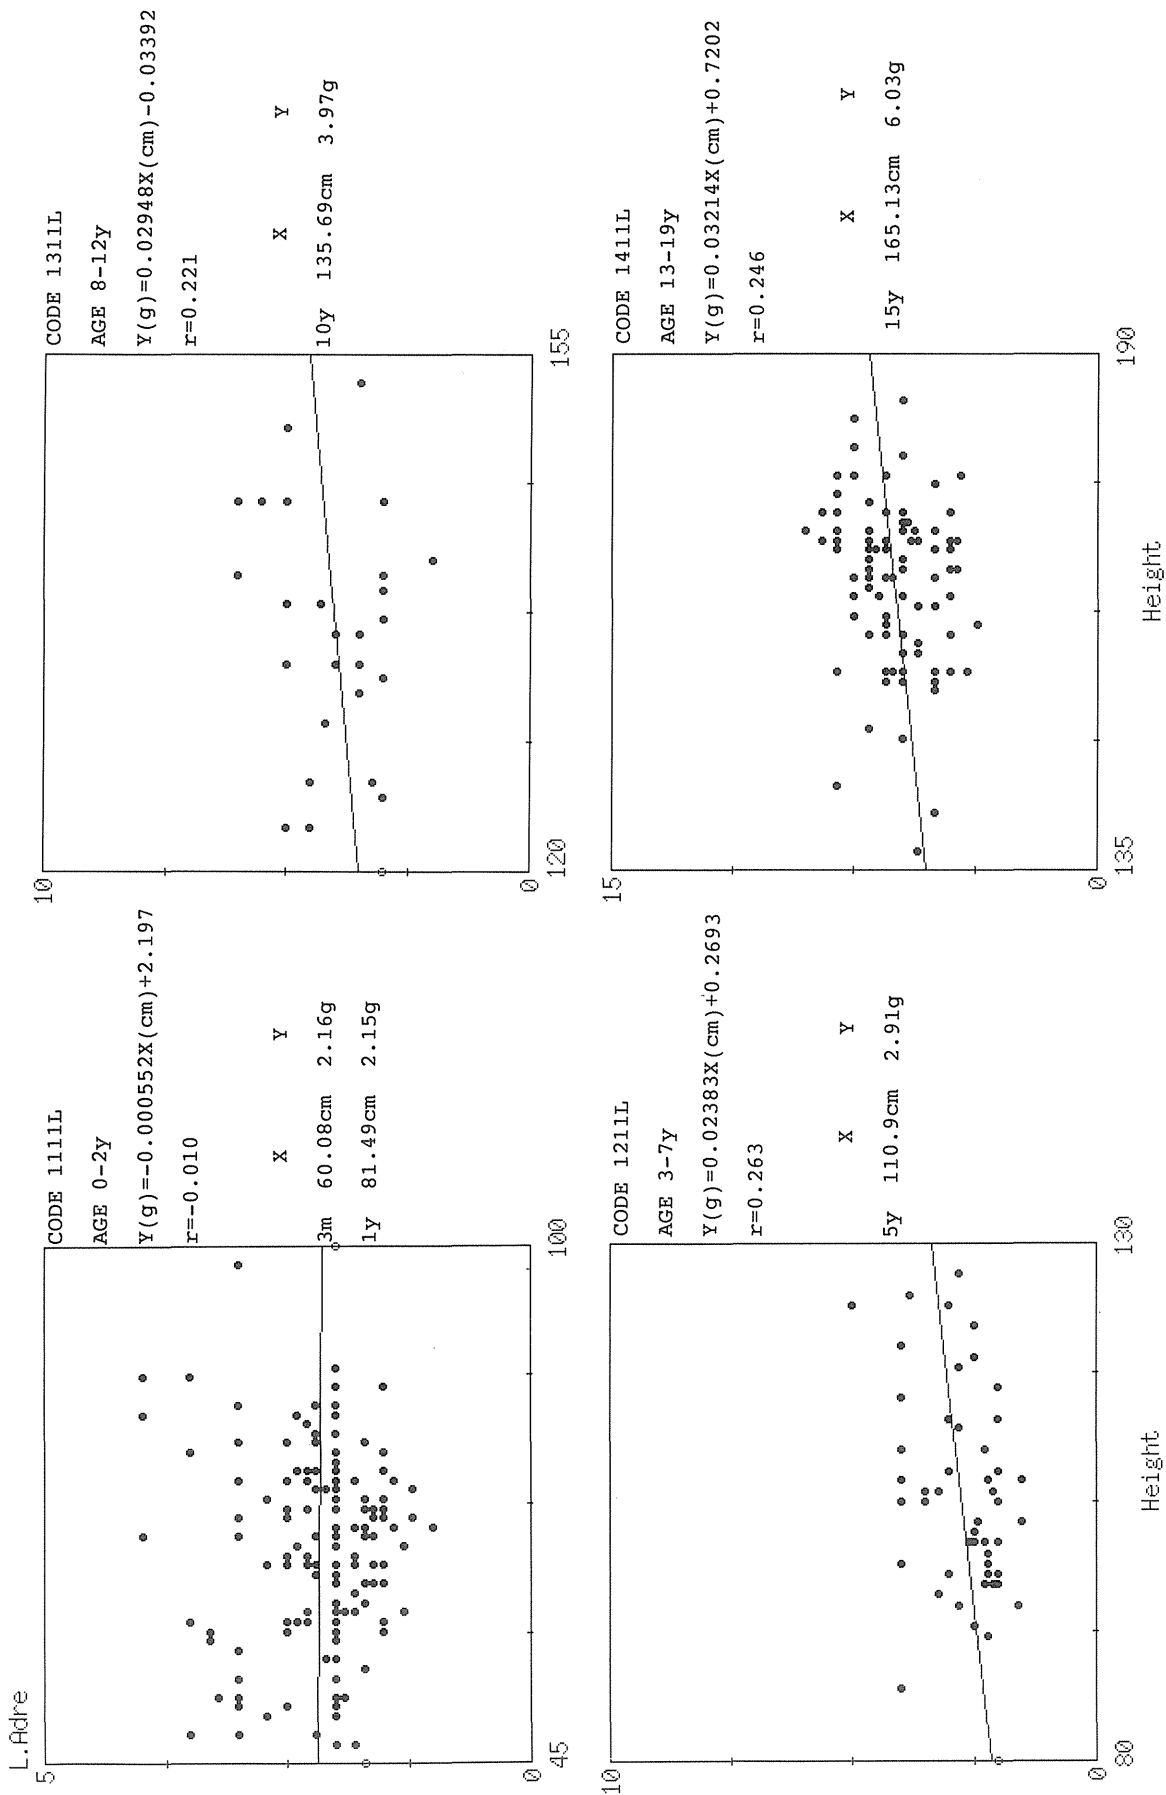 L.Adre
5
0
45
100
CODE 1111L
AGE 0-2y
Y(g)=-0.000552X(cm)+2.197
r=-0.010
X Y
3m 60.08cm 2.16g
1y 81.49cm 2.15g
10
0
120
155
CODE 1311L
AGE 8-12y
Y(g)=0.02948X(cm)-0.03392
r=0.221
X Y
10y 135.69cm 3.97g
10
0
80
130
Height
CODE 1211L
AGE 3-7y
Y(g)=0.02383X(cm)+0.2693
r=0.263
X Y
5y 110.9cm 2.91g
15
0
135
190
Height
CODE 1411L
AGE 13-19y
Y(g)=0.03214X(cm)+0.7202
r=0.246
X Y
15y 165.13cm 6.03g